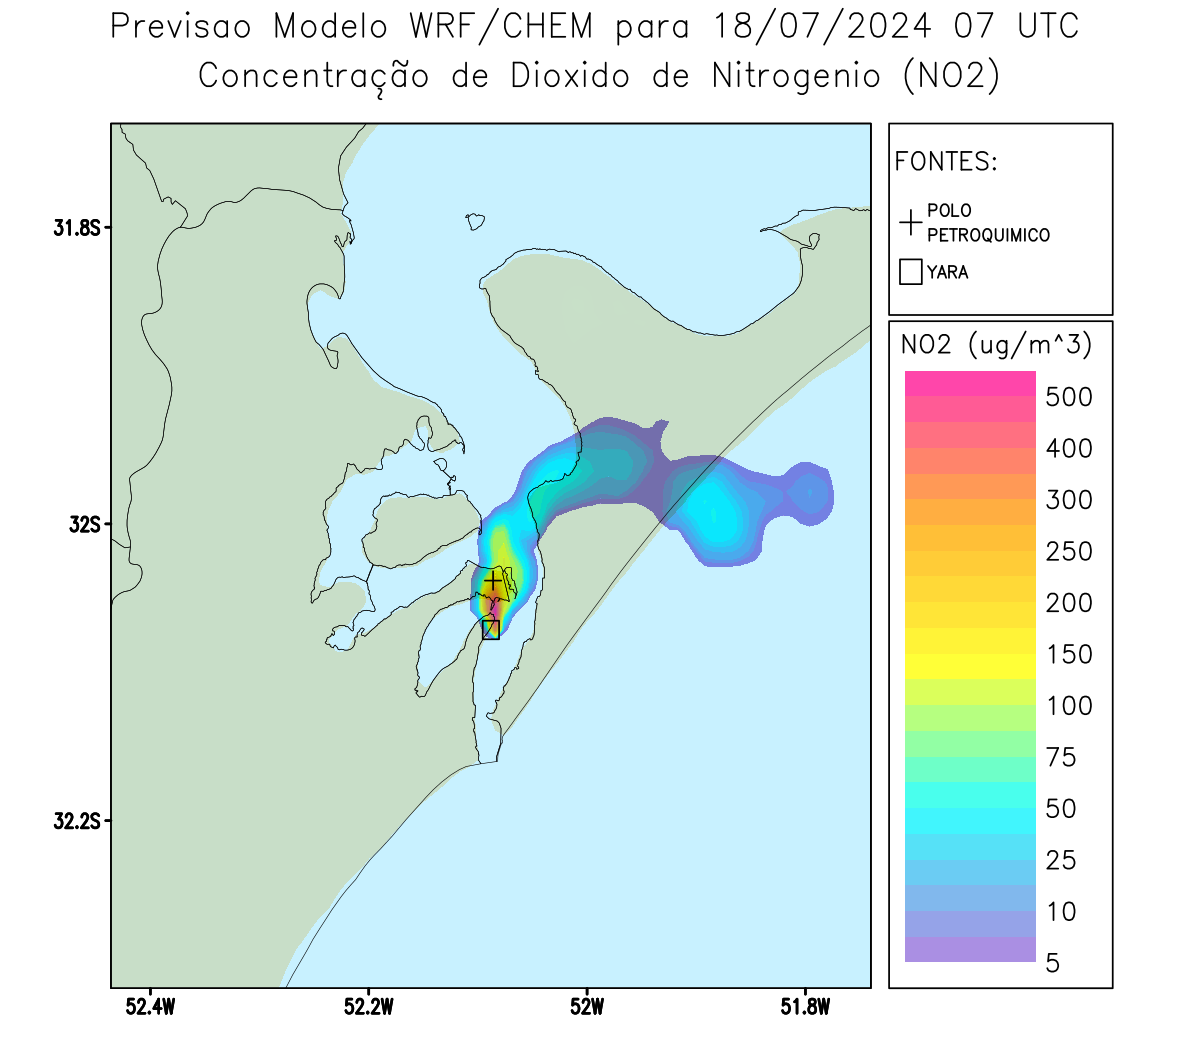 Previsao Modelo WRF/CHEM para 18/07/2024 07 UTC
Concentração de Dioxido de Nitrogenio (NO2)
FONTES:
POLO
PETROQUIMICO
YARA
NO2 (ug/m^3)
500
400
300
250
200
150
100
75
50
25
10
5
31.8S
32S
32.2S
52.4W
52.2W
52W
51.8W